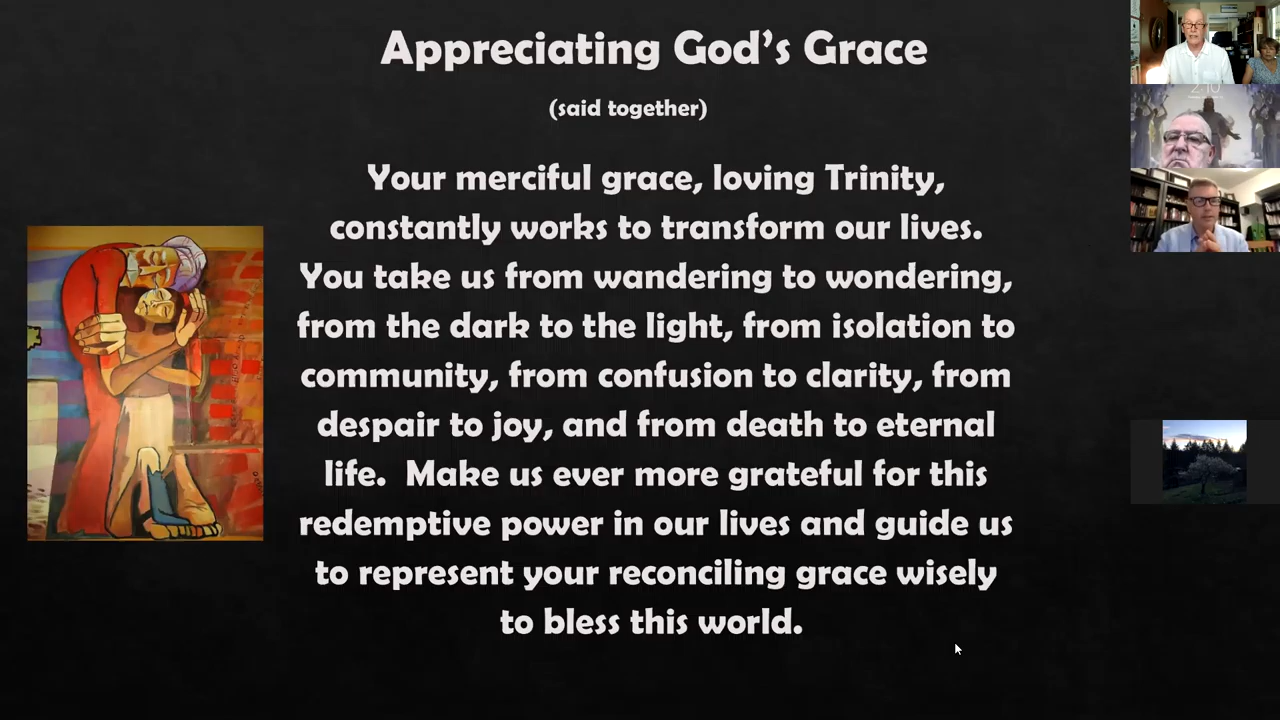 Appreciating God's Grace
(said together)
Your merciful grace, loving Trinity,
constantly works to transform our lives.
You take us from wandering to wondering,
from the dark to the light, from isolation to
community, from confusion to clarity, from
despair to joy, and from death to eternal
life.  Make us ever more grateful for this
redemptive power in our lives and guide us
to represent your reconciling grace wisely
to bless this world.
2:10